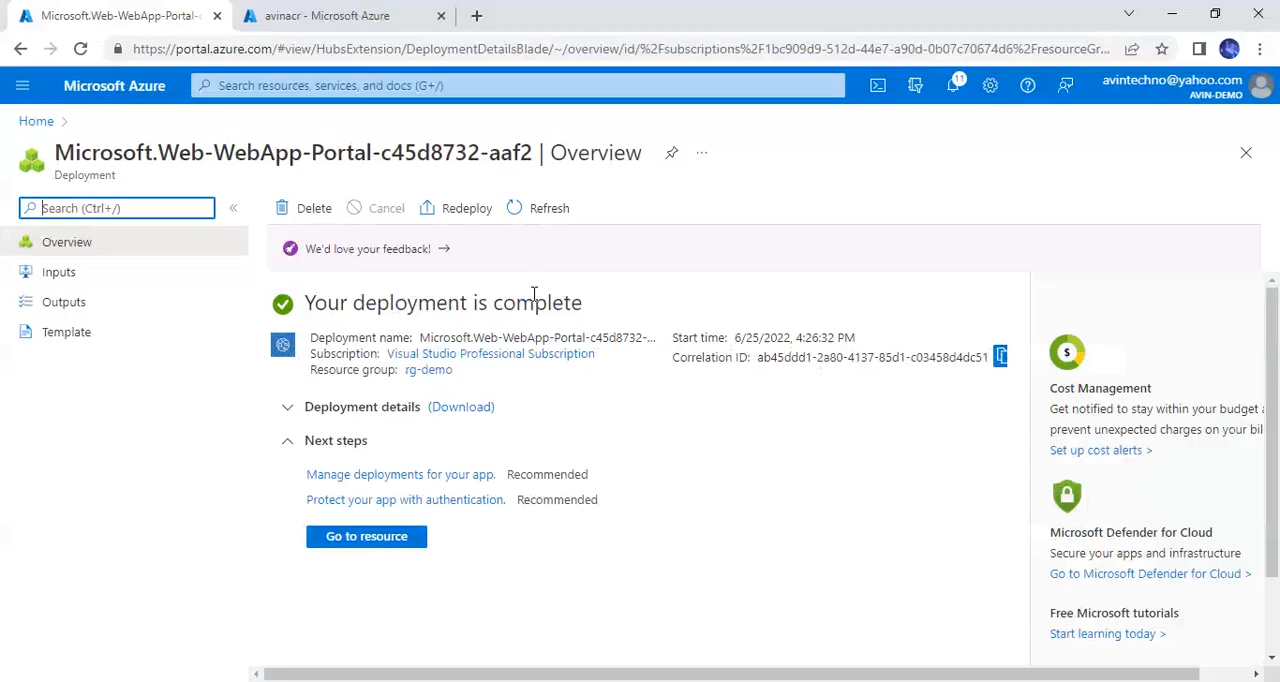 Microsoft.Web-WebApp-Portal-c
avinacr - Microsoft Azure
https://portal.azure.com/#view/HubsExtension/DeploymentDetailsBlade/~/overview/id/%2Fsubscriptions%2F1bc909d9-512d-44e7-a90d-0b07c70674d6%2FresourceGr...
Microsoft Azure
Search resources, services, and docs (G+/)
11
avintechno@yahoo.com
AVIN-DEMO
Home >
Microsoft.Web-WebApp-Portal-c45d8732-aaf2 | Overview
...
Deployment
Search (Ctrl+/)
«
Delete
Cancel
Redeploy
Refresh
Overview
Inputs
Outputs
Template
We'd love your feedback! →
Your deployment is complete
Deployment name: Microsoft.Web-WebApp-Portal-c45d8732-...
Subscription: Visual Studio Professional Subscription
Resource group: rg-demo
Start time: 6/25/2022, 4:26:32 PM
Correlation ID: ab45ddd1-2a80-4137-85d1-c03458d4dc51
Deployment details (Download)
Next steps
Manage deployments for your app. Recommended
Protect your app with authentication. Recommended
Go to resource
$
Cost Management
Get notified to stay within your budget a
prevent unexpected charges on your bil
Set up cost alerts >
Microsoft Defender for Cloud
Secure your apps and infrastructure
Go to Microsoft Defender for Cloud >
Free Microsoft tutorials
Start learning today >